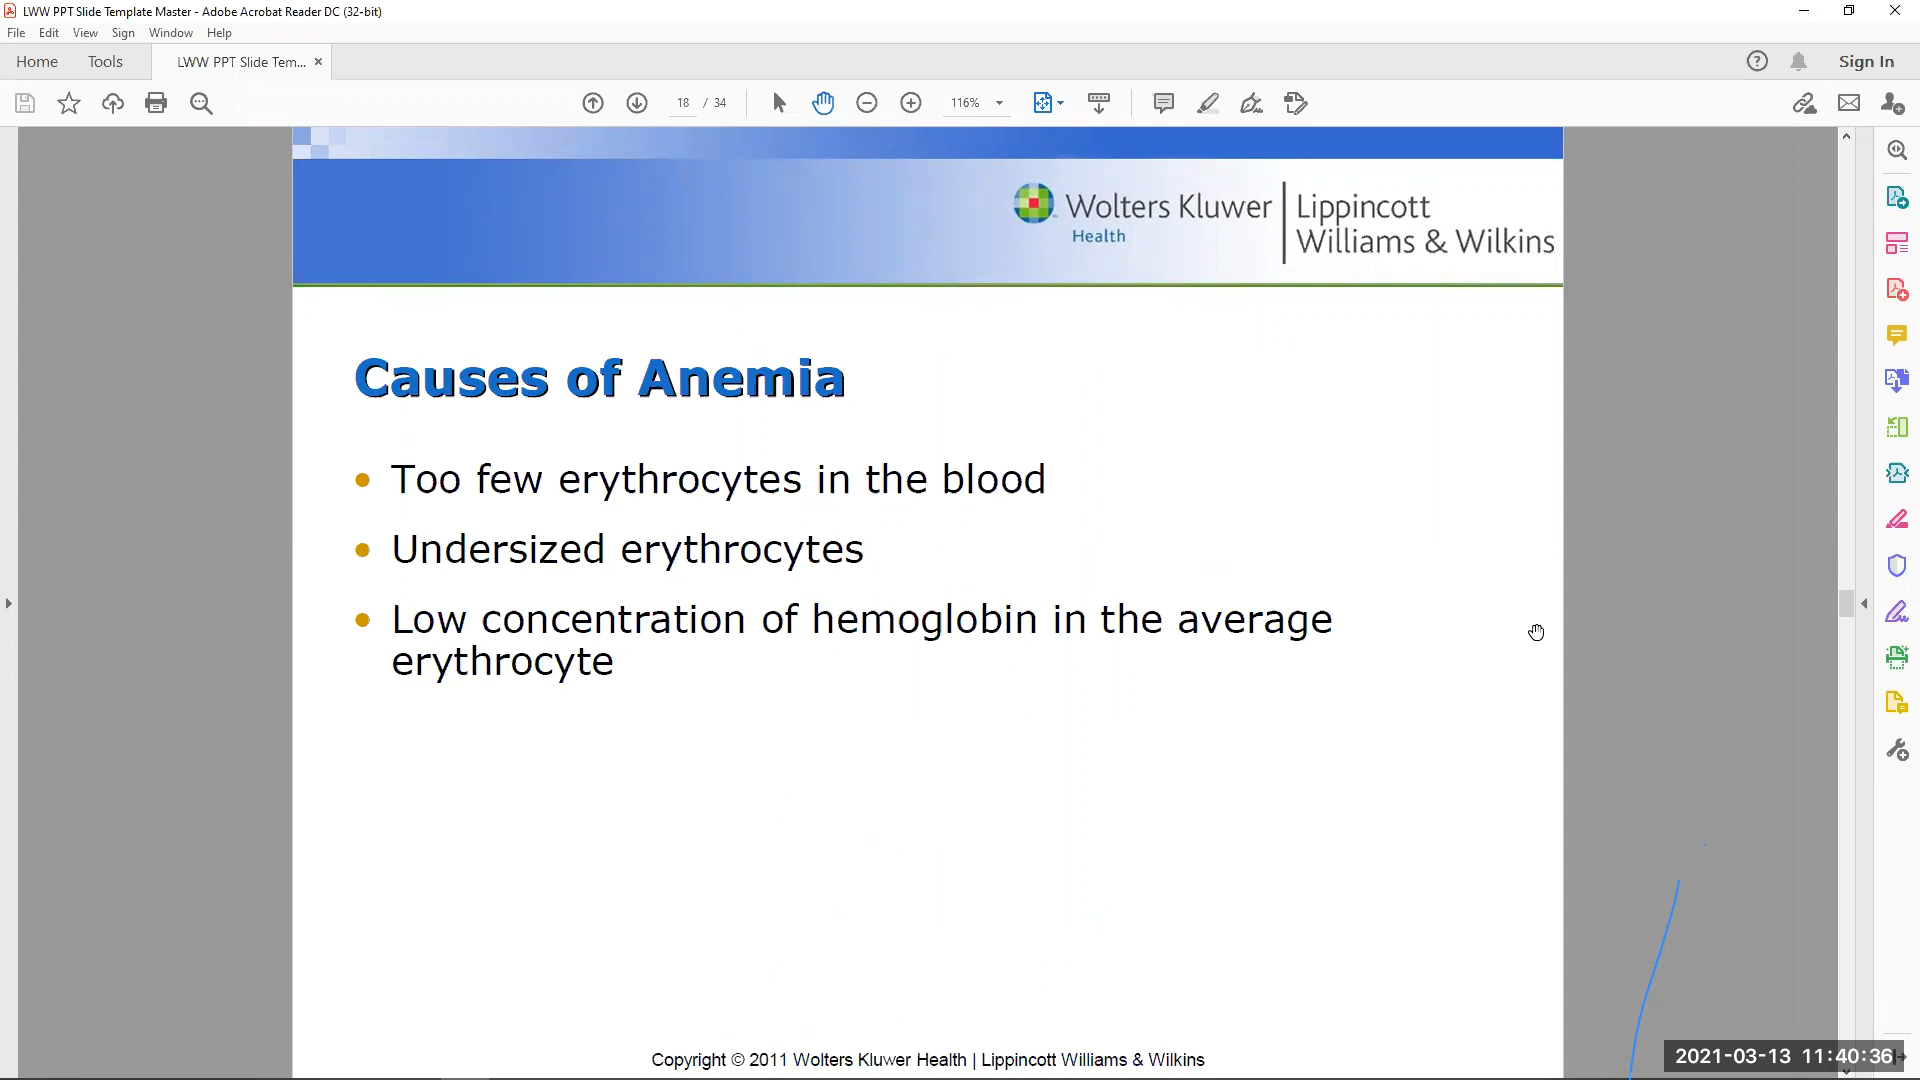 LWW PPT Slide Template Master - Adobe Acrobat Reader DC (32-bit)
File Edit View Sign Window Help
Home Tools LWW PPT Slide Tem... × Sign In
18 / 34 116%
Wolters Kluwer Lippincott
Health Williams & Wilkins
Causes of Anemia
• Too few erythrocytes in the blood
• Undersized erythrocytes
• Low concentration of hemoglobin in the average
erythrocyte
Copyright © 2011 Wolters Kluwer Health | Lippincott Williams & Wilkins
2021-03-13 11:40:36